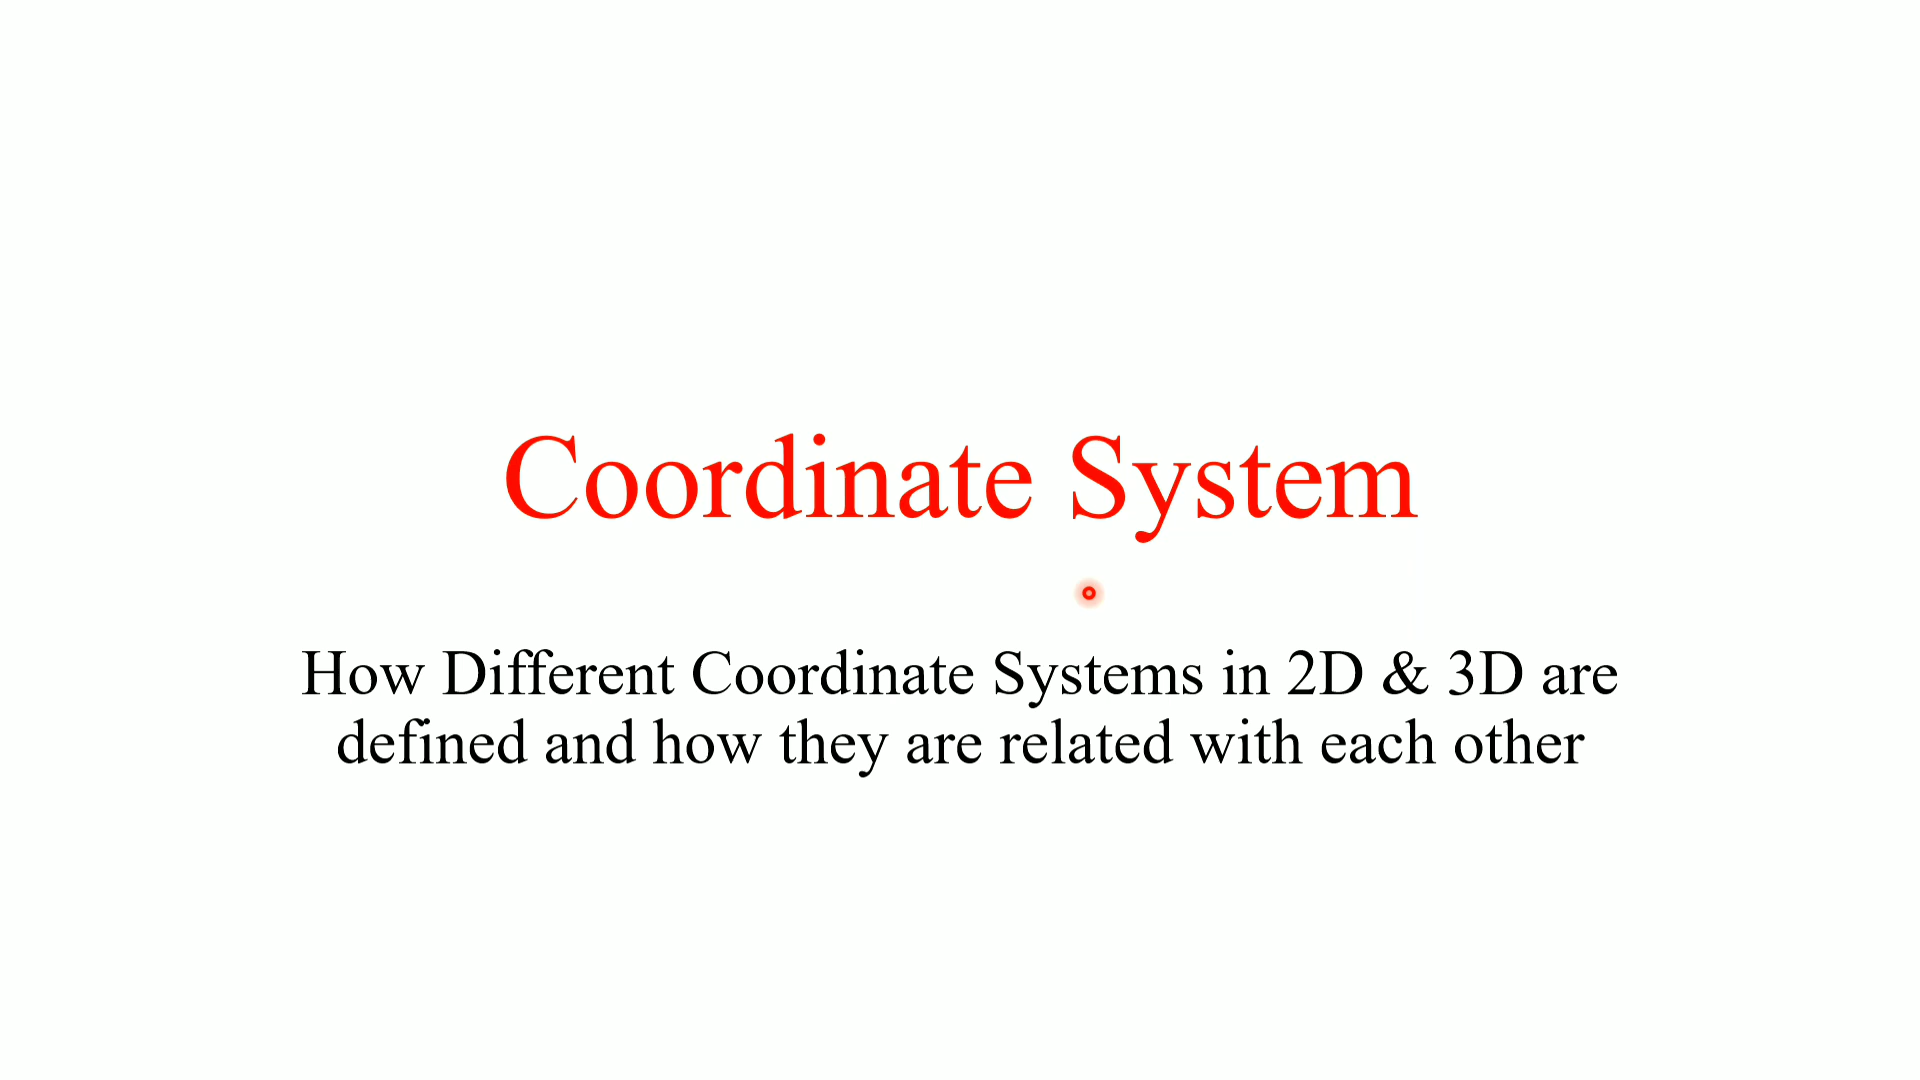 Coordinate System
How Different Coordinate Systems in 2D & 3D are
defined and how they are related with each other